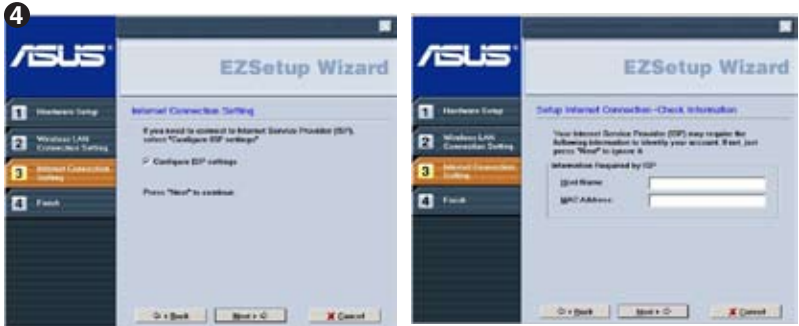 4
ASUS
EZSetup Wizard
1 Hardware Setup
2 Wireless LAN
Connection Setting
3 Internet Connection
Setting
4 Finish
Internet Connection Setting
If you need to connect to Internet Service Provider (ISP),
select "Configure ISP settings"
Configure ISP settings
Press "Next" to continue.
< Back
Next >
Cancel
ASUS
EZSetup Wizard
1 Hardware Setup
2 Wireless LAN
Connection Setting
3 Internet Connection
Setting
4 Finish
Setup Internet Connection--Check Information
Your Internet Service Provider (ISP) may require the
following information to identify your account. If not, just
press "Next" to ignore it.
Information Required by ISP
Host Name:
MAC Address:
< Back
Next >
Cancel